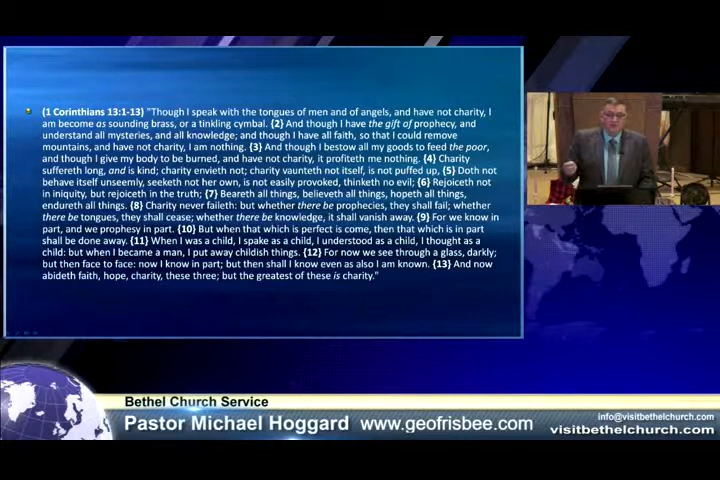 (1 Corinthians 13:1-13} "Though I speak with the tongues of men and of angels, and have not charity, I
am become as sounding brass, or a tinkling cymbal. {2} And though I have the gift of prophecy, and
understand all mysteries, and all knowledge; and though I have all faith, so that I could remove
mountains, and have not charity, I am nothing. {3} And though I bestow all my goods to feed the poor,
and though I give my body to be burned, and have not charity, it profiteth me nothing. {4} Charity
suffereth long, and is kind; charity envieth not; charity vaunteth not itself, is not puffed up, {5} Doth not
behave itself unseemly, seeketh not her own, is not easily provoked, thinketh no evil; {6} Rejoiceth not
in iniquity, but rejoiceth in the truth; {7} Beareth all things, believeth all things, hopeth all things,
endureth all things. {8} Charity never faileth: but whether there be prophecies, they shall fail; whether
there be tongues, they shall cease; whether there be knowledge, it shall vanish away. {9} For we know in
part, and we prophesy in part. {10} But when that which is perfect is come, then that which is in part
shall be done away. {11} When I was a child, I spake as a child, I understood as a child, I thought as a
child: but when I became a man, I put away childish things. {12} For now we see through a glass, darkly;
but then face to face: now I know in part; but then shall I know even as also I am known. {13} And now
abideth faith, hope, charity, these three; but the greatest of these is charity."
Bethel Church Service
Pastor Michael Hoggard www.geofrisbee.com
info@visitbethelchurch.com
visitbethelchurch.com